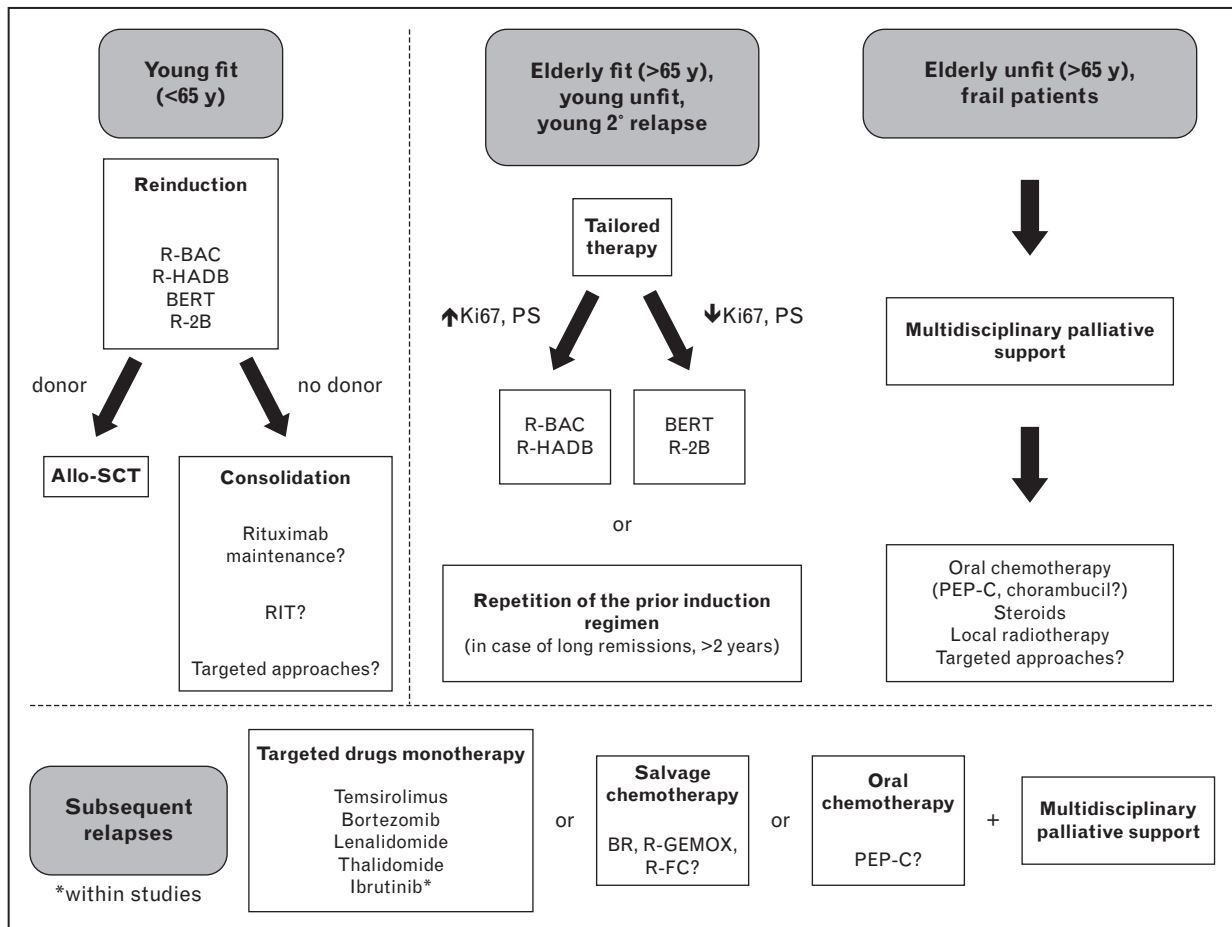 Young fit
(<65 y)
Reinduction
R-BAC
R-HADB
BERT
R-2B
donor
no donor
Allo-SCT
Consolidation
Rituximab
maintenance?
RIT?
Targeted approaches?
Elderly fit (>65 y),
young unfit,
young 2° relapse
Tailored
therapy
↑Ki67, PS
↓Ki67, PS
R-BAC
R-HADB
BERT
R-2B
or
Repetition of the prior induction
regimen
(in case of long remissions, >2 years)
Elderly unfit (>65 y),
frail patients
Multidisciplinary palliative
support
Oral chemotherapy
(PEP-C, chorambucil?)
Steroids
Local radiotherapy
Targeted approaches?
Subsequent
relapses
*within studies
Targeted drugs monotherapy
Temsirolimus
Bortezomib
Lenalidomide
Thalidomide
Ibrutinib*
or
Salvage
chemotherapy
BR, R-GEMOX,
R-FC?
or
Oral
chemotherapy
PEP-C?
+
Multidisciplinary
palliative support